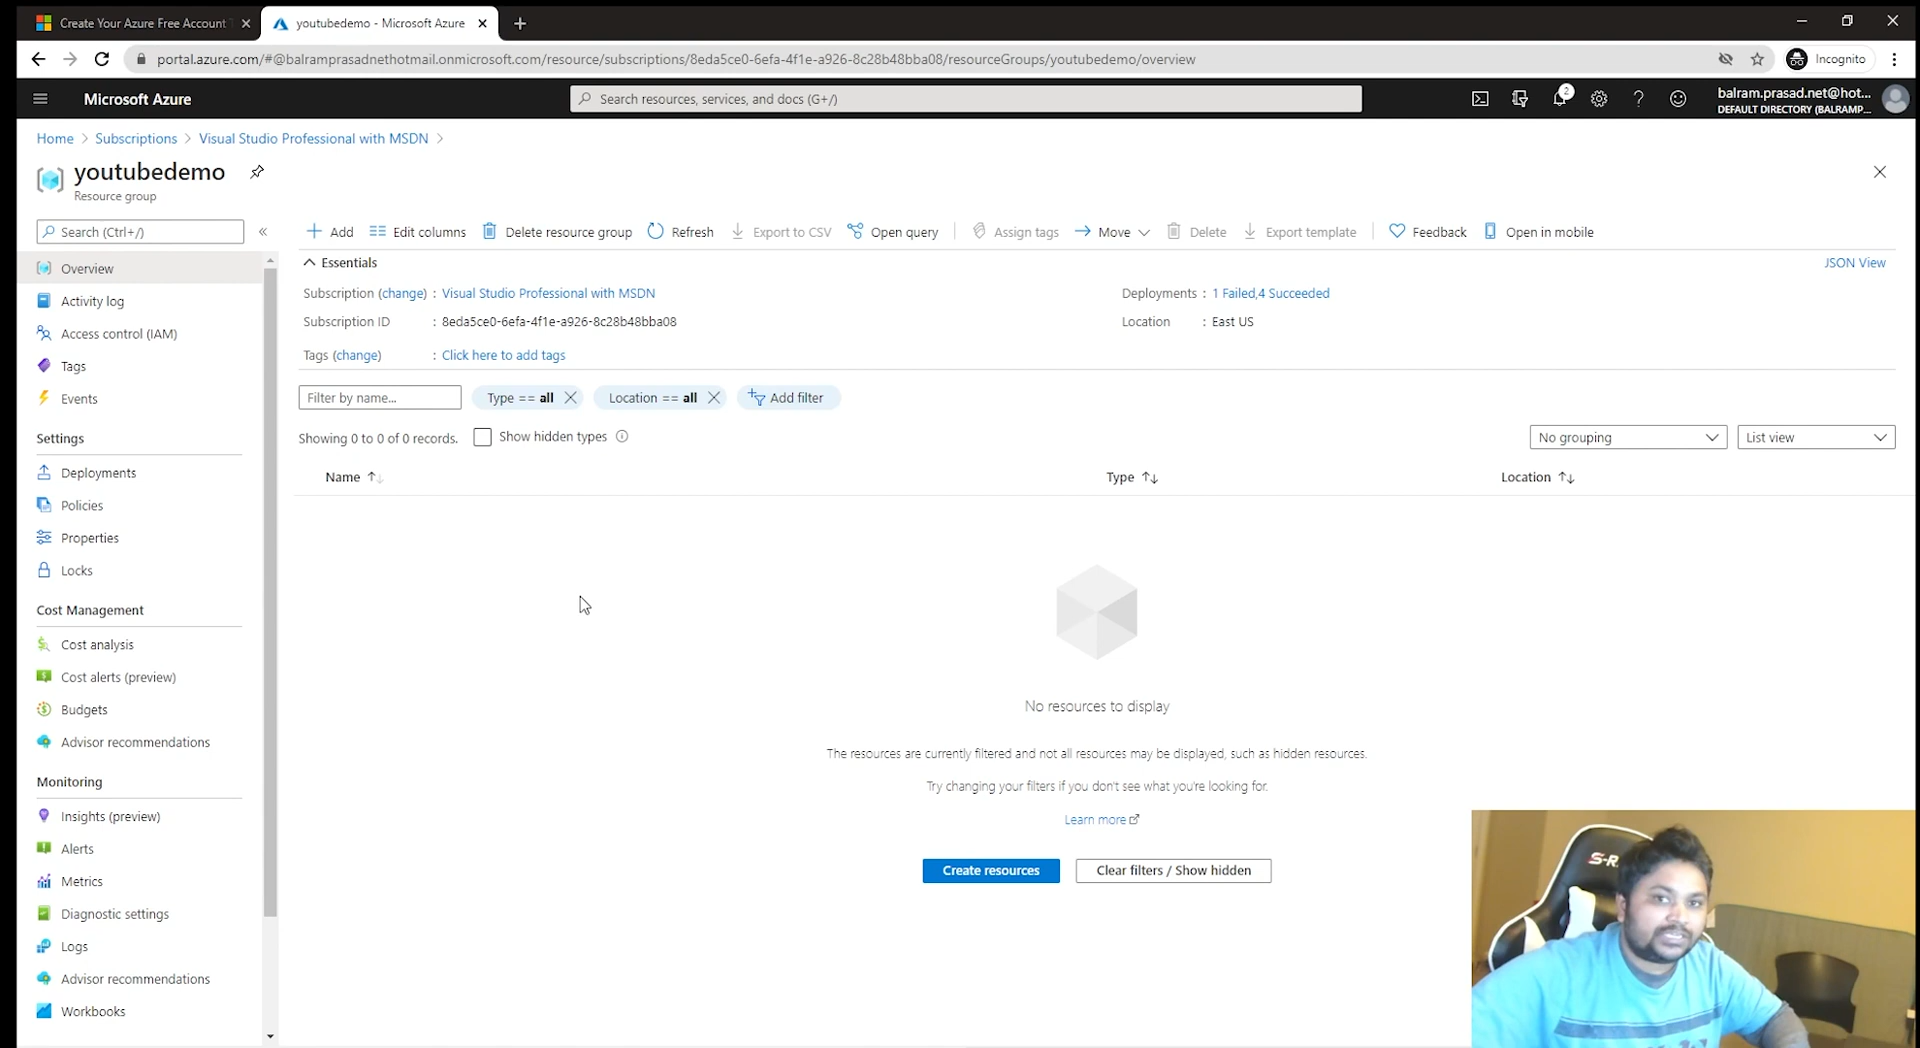 Create Your Azure Free Account
youtubedemo - Microsoft Azure
portal.azure.com/#@balramprasadnethotmail.onmicrosoft.com/resource/subscriptions/8eda5ce0-6efa-4f1e-a926-8c28b48bba08/resourceGroups/youtubedemo/overview
Incognito
Microsoft Azure
Search resources, services, and docs (G+/)
2
balram.prasad.net@hot...
DEFAULT DIRECTORY (BALRAMP...
Home > Subscriptions > Visual Studio Professional with MSDN >
youtubedemo
Resource group
Search (Ctrl+/)
«
Overview
Activity log
Access control (IAM)
Tags
Events
Settings
Deployments
Policies
Properties
Locks
Cost Management
Cost analysis
Cost alerts (preview)
Budgets
Advisor recommendations
Monitoring
Insights (preview)
Alerts
Metrics
Diagnostic settings
Logs
Advisor recommendations
Workbooks
Add Edit columns Delete resource group Refresh Export to CSV Open query Assign tags Move Delete Export template Feedback Open in mobile
Essentials
JSON View
Subscription (change) : Visual Studio Professional with MSDN
Deployments : 1 Failed,4 Succeeded
Subscription ID : 8eda5ce0-6efa-4f1e-a926-8c28b48bba08
Location : East US
Tags (change) : Click here to add tags
Filter by name... Type == all Location == all Add filter
Showing 0 to 0 of 0 records. Show hidden types
No grouping List view
Name Type Location
No resources to display
The resources are currently filtered and not all resources may be displayed, such as hidden resources.
Try changing your filters if you don't see what you're looking for.
Learn more
Create resources Clear filters / Show hidden